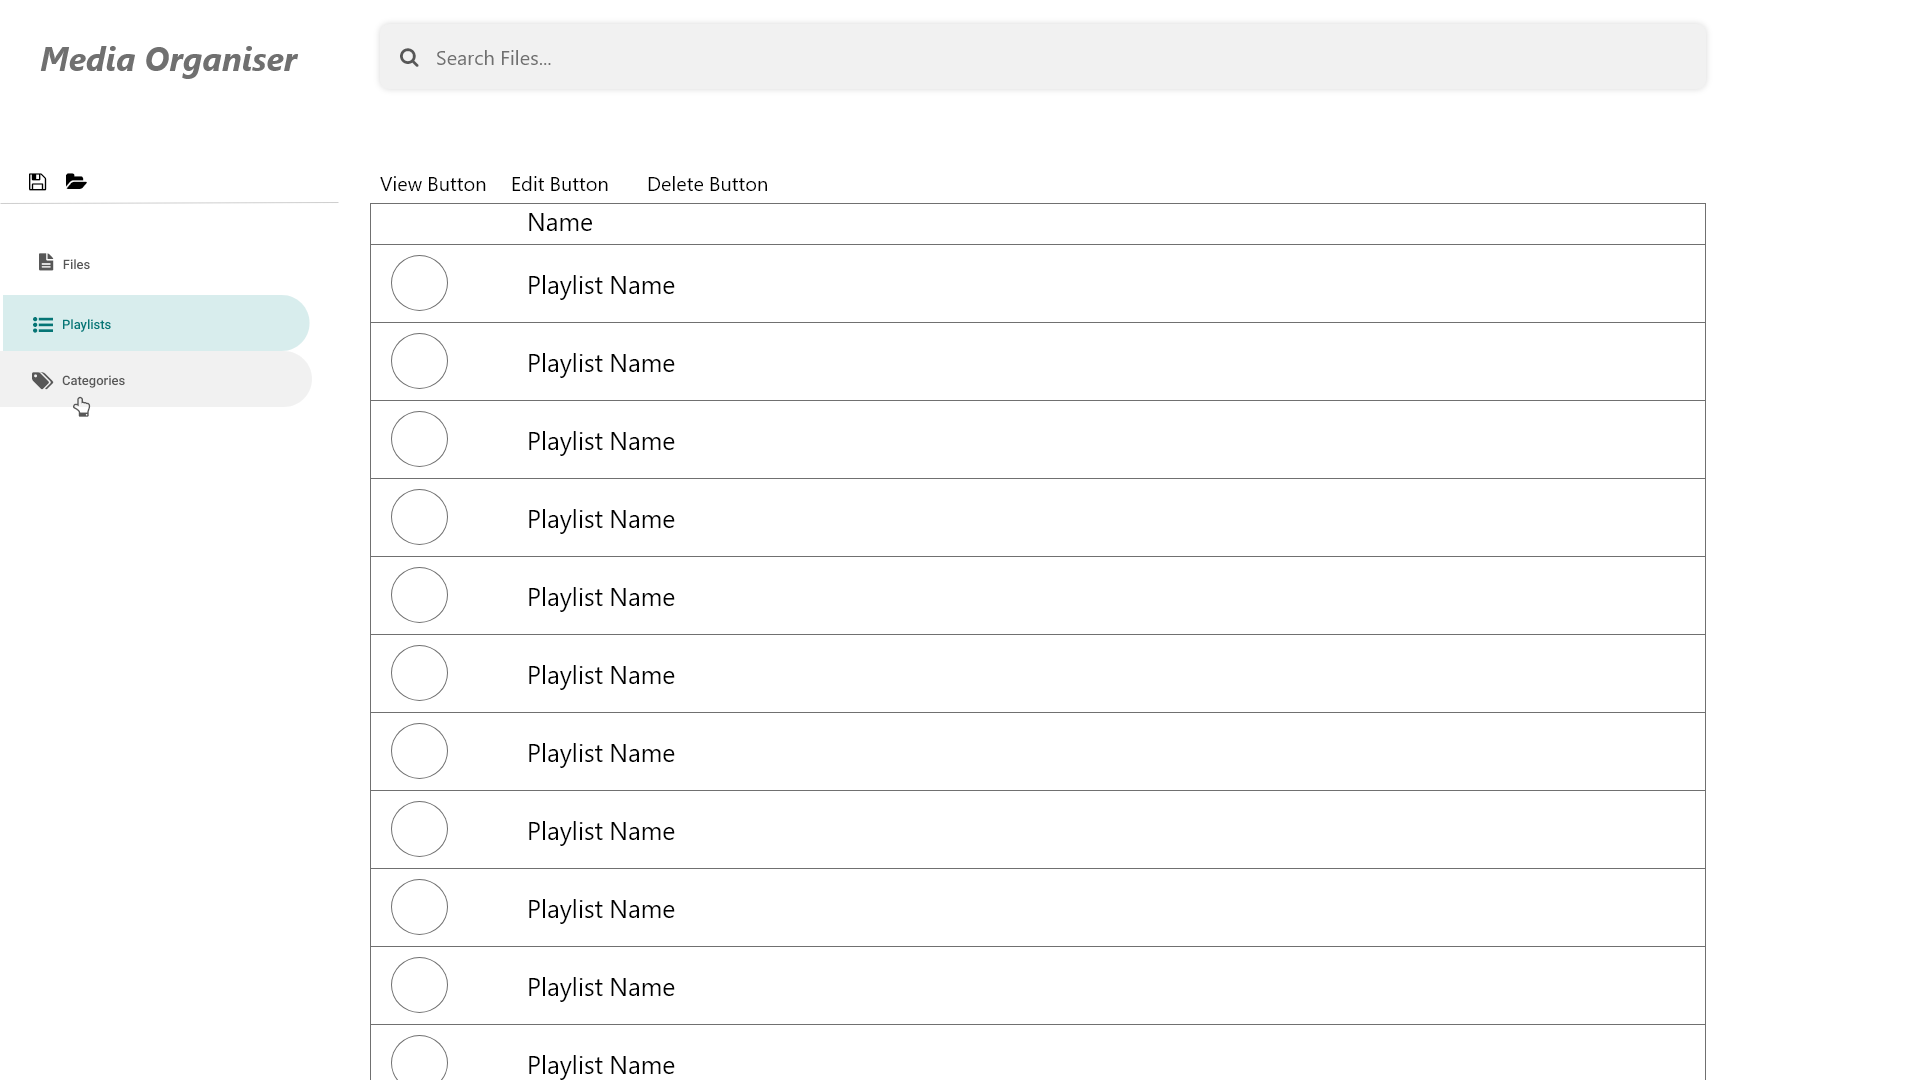 Media Organiser
Search Files...
View Button Edit Button Delete Button
Name
Files
Playlists
Categories
Playlist Name
Playlist Name
Playlist Name
Playlist Name
Playlist Name
Playlist Name
Playlist Name
Playlist Name
Playlist Name
Playlist Name
Playlist Name